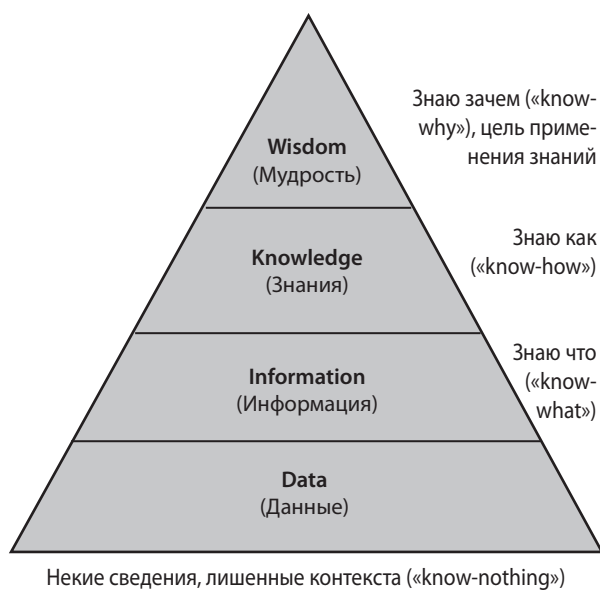 Знаю зачем («know-
why»), цель приме-
нения знаний
Wisdom
(Мудрость)
Знаю как
(«know-how»)
Knowledge
(Знания)
Знаю что
(«know-
what»)
Information
(Информация)
Data
(Данные)
Некие сведения, лишенные контекста («know-nothing»)